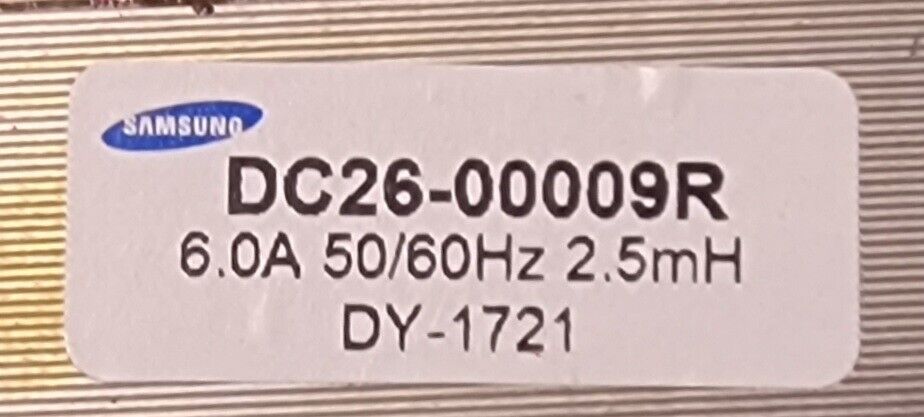 SAMSUNG
DC26-00009R
6.0A 50/60Hz 2.5mH
DY-1721